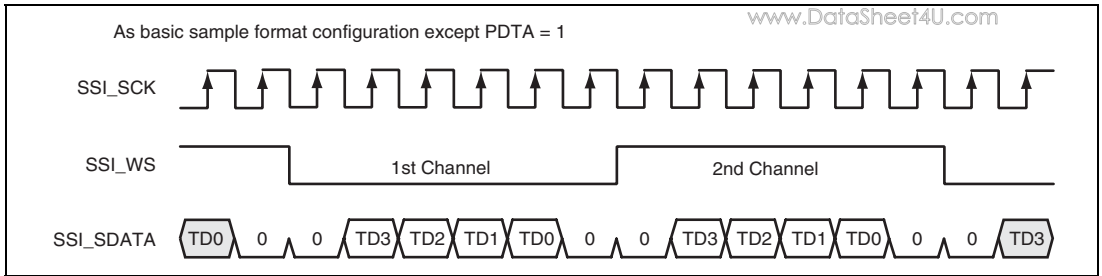 www.DataSheet4U.com
As basic sample format configuration except PDTA = 1
SSI_SCK
SSI_WS 1st Channel 2nd Channel
SSI_SDATA TD0 0 0 TD3 TD2 TD1 TD0 0 0 TD3 TD2 TD1 TD0 0 0 TD3